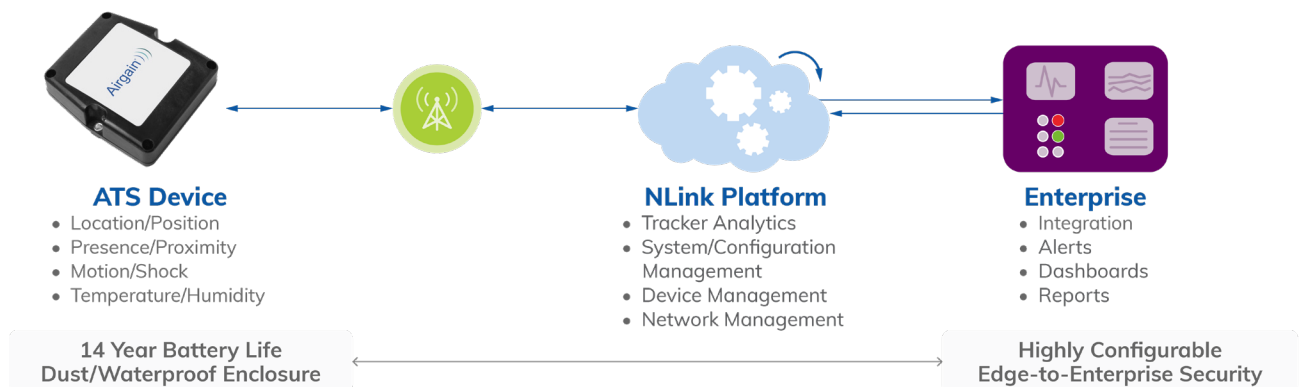 Airgain
ATS Device
• Location/Position
• Presence/Proximity
• Motion/Shock
• Temperature/Humidity
NLink Platform
• Tracker Analytics
• System/Configuration
Management
• Device Management
• Network Management
Enterprise
• Integration
• Alerts
• Dashboards
• Reports
14 Year Battery Life
Dust/Waterproof Enclosure
Highly Configurable
Edge-to-Enterprise Security